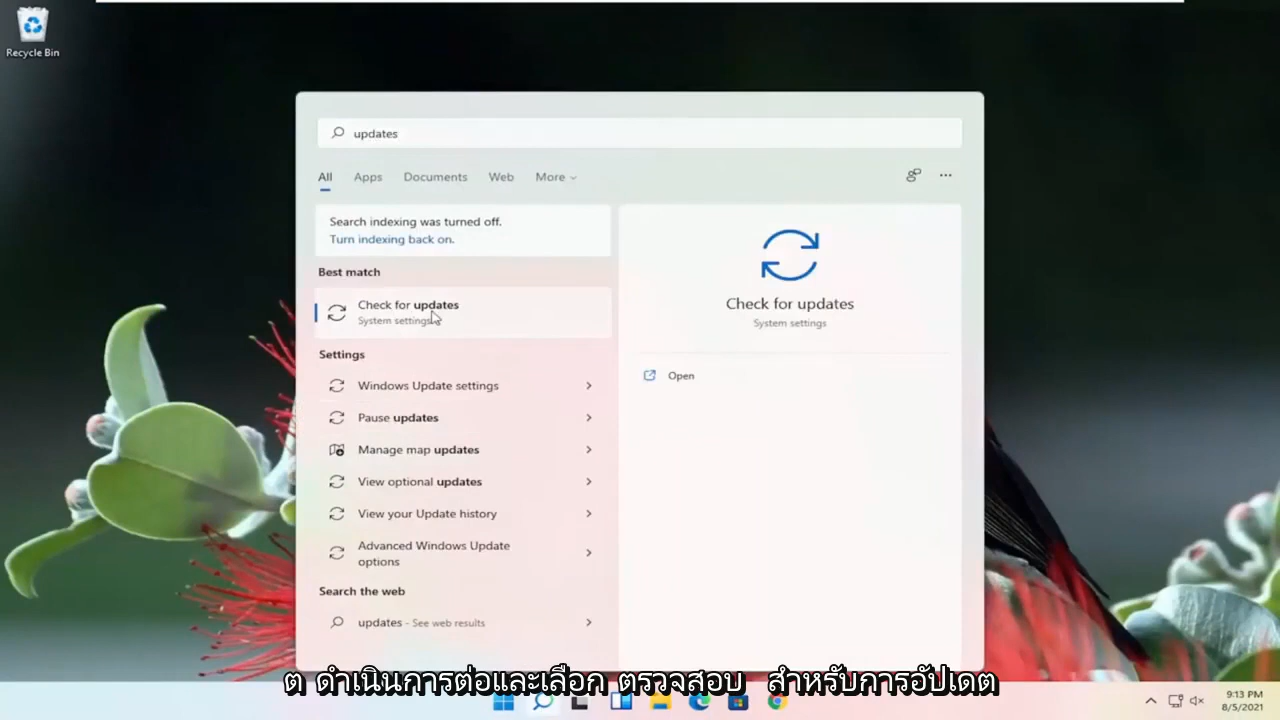 Recycle Bin
updates
All Apps Documents Web More
Search indexing was turned off.
Turn indexing back on.
Best match
Check for updates
System settings
Settings
Windows Update settings
Pause updates
Manage map updates
View optional updates
View your Update history
Advanced Windows Update
options
Search the web
updates - See web results
Check for updates
System settings
Open
ต ดำเนินการต่อและเลือก ตรวจสอบ สำหรับการอัปเดต
9:13 PM
8/5/2021